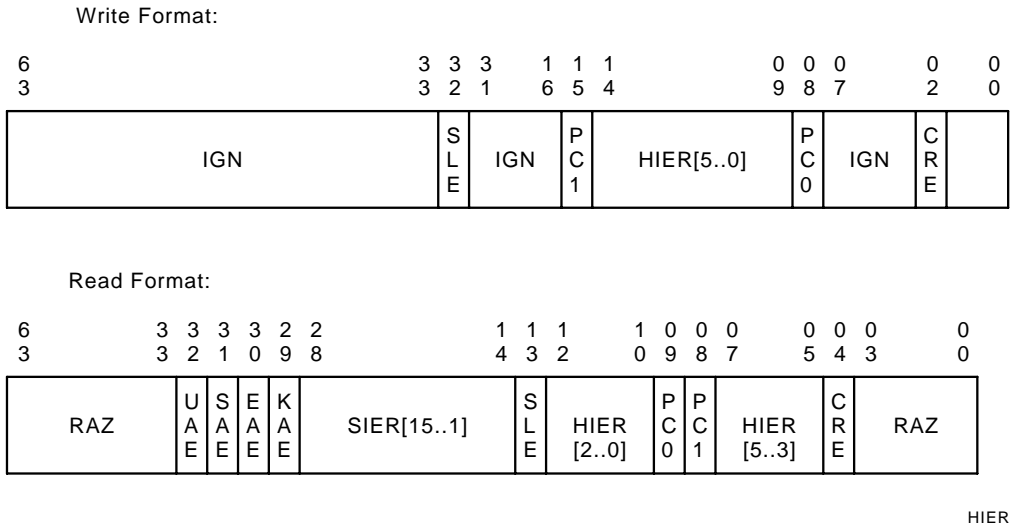 Write Format:
6 3 3 3 1 1 1 0 0 0 0 0
3 3 2 1 6 5 4 9 8 7 2 0
IGN S L E IGN P C 1 HIER[5..0] P C 0 IGN C R E
Read Format:
6 3 3 3 3 2 2 1 1 1 1 0 0 0 0 0 0 0
3 3 2 1 0 9 8 4 3 2 0 9 8 7 5 4 3 0
RAZ U A E S A E E A E K A E SIER[15..1] S L E HIER [2..0] P C 0 P C 1 HIER [5..3] C R E RAZ
HIER